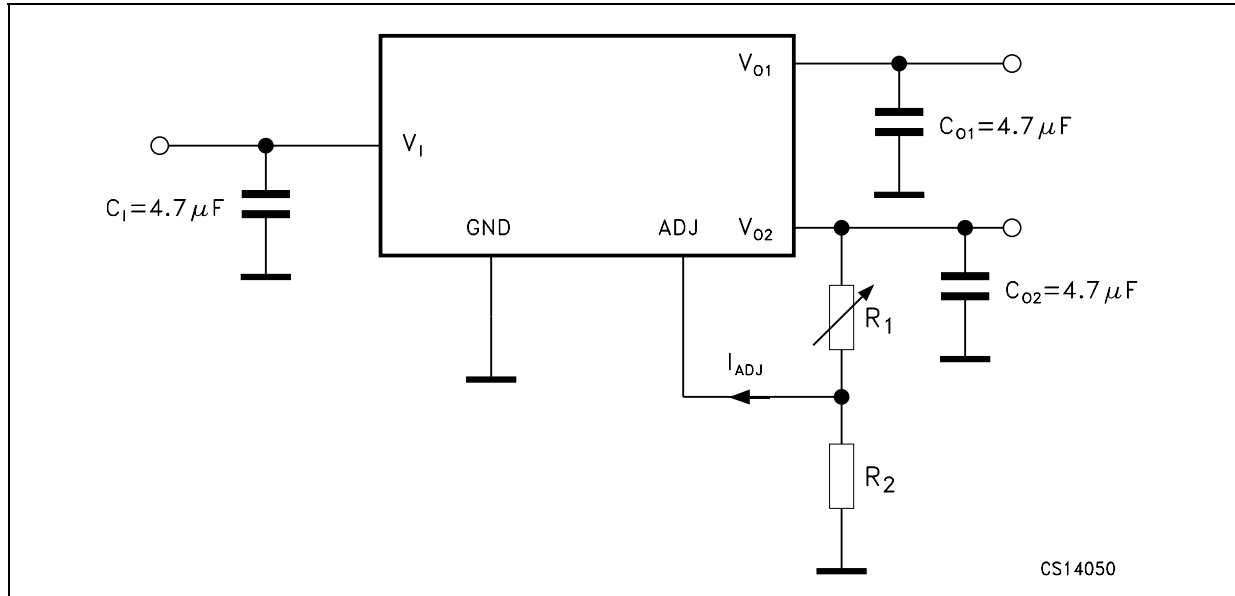 V_O1
C_O1=4.7μF
V_I
C_I=4.7μF
GND
ADJ
V_O2
C_O2=4.7μF
R_1
I_ADJ
R_2
CS14050